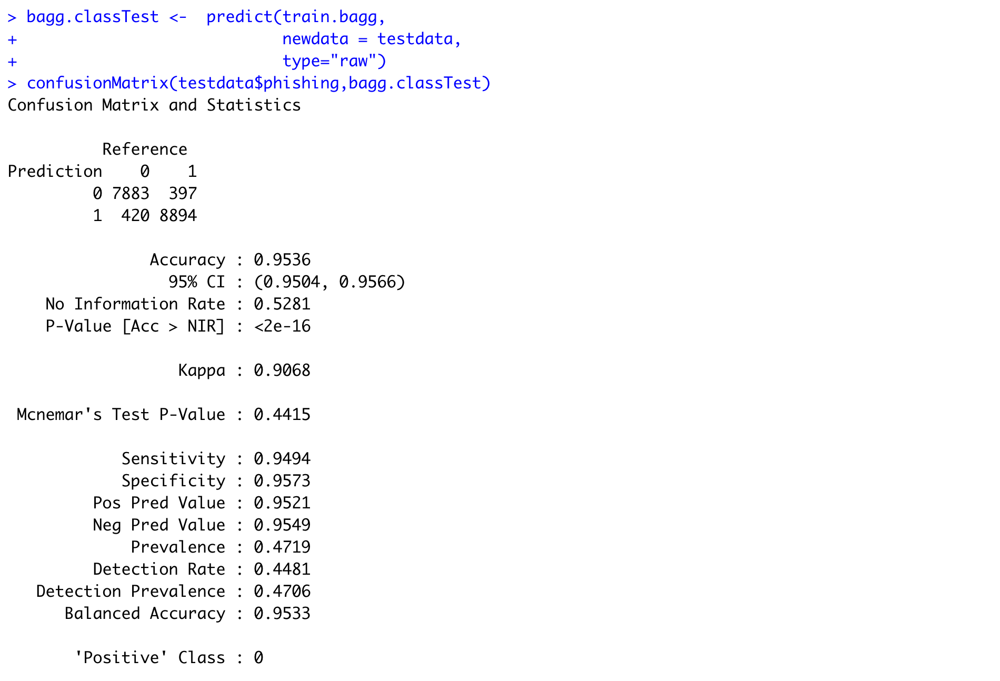 > bagg.classTest <-  predict(train.bagg,
+                            newdata = testdata,
+                            type="raw")
> confusionMatrix(testdata$phishing,bagg.classTest)
Confusion Matrix and Statistics

          Reference
Prediction    0    1
         0 7883  397
         1  420 8894

               Accuracy : 0.9536
                 95% CI : (0.9504, 0.9566)
    No Information Rate : 0.5281
    P-Value [Acc > NIR] : <2e-16

                  Kappa : 0.9068

 Mcnemar's Test P-Value : 0.4415

            Sensitivity : 0.9494
            Specificity : 0.9573
         Pos Pred Value : 0.9521
         Neg Pred Value : 0.9549
             Prevalence : 0.4719
         Detection Rate : 0.4481
   Detection Prevalence : 0.4706
      Balanced Accuracy : 0.9533

       'Positive' Class : 0